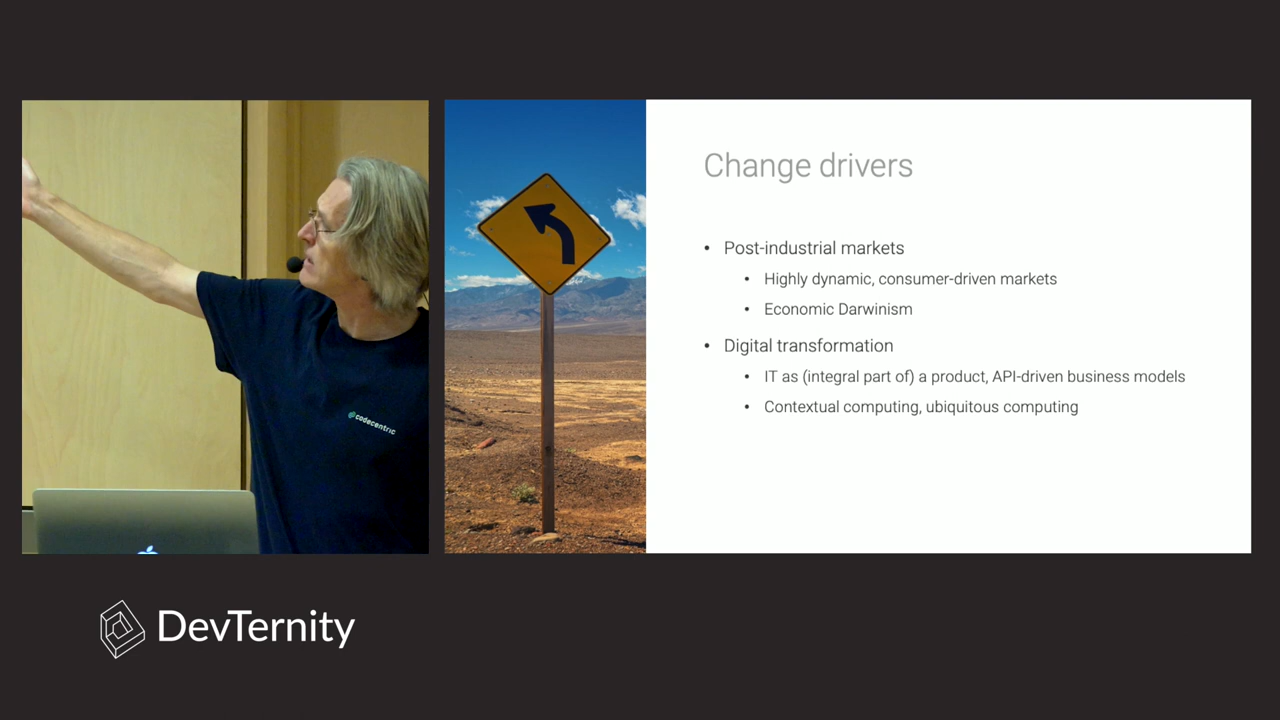 Change drivers
• Post-industrial markets
• Highly dynamic, consumer-driven markets
• Economic Darwinism
• Digital transformation
• IT as (integral part of) a product, API-driven business models
• Contextual computing, ubiquitous computing
codecentric
DevTernity